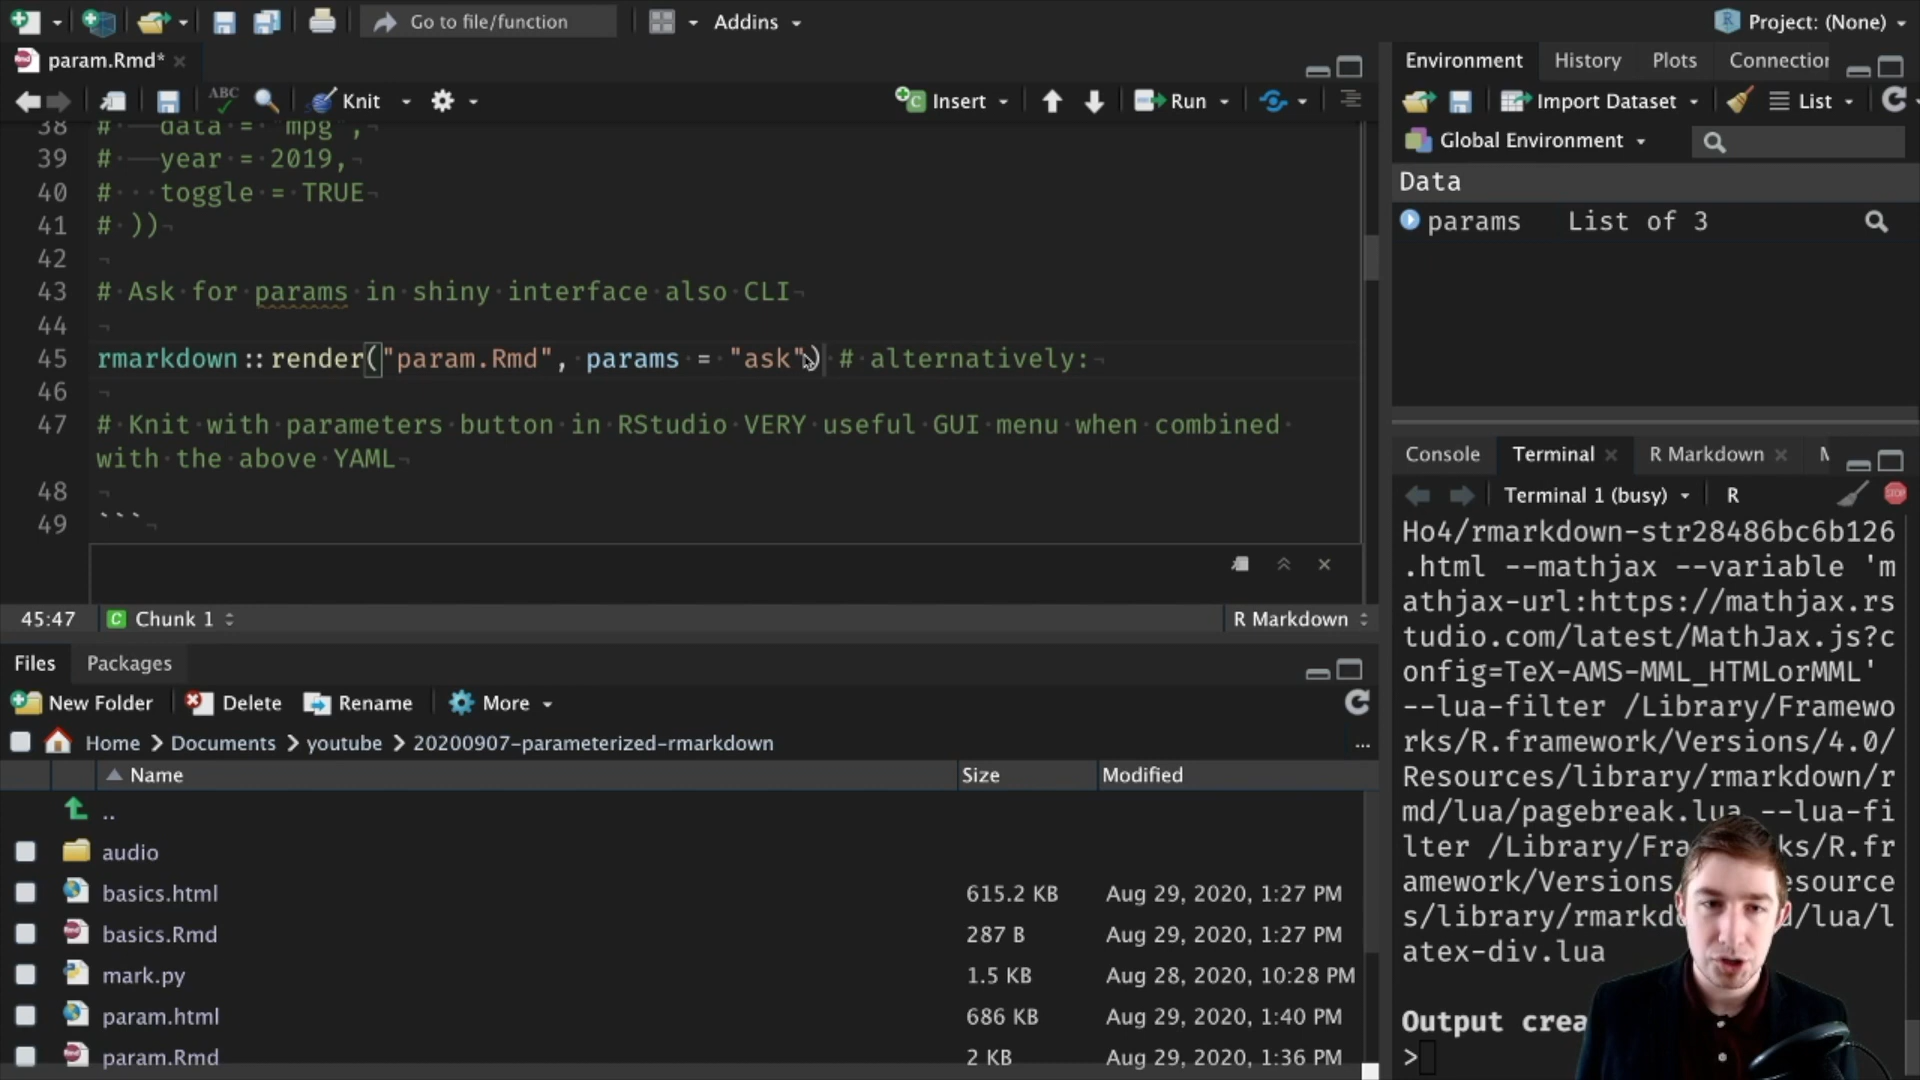 Go to file/function
Addins
Project: (None)
param.Rmd*
ABC
Knit
Insert
Run
38 # data = "mpg",
39 # year = 2019,
40 # toggle = TRUE
41 # ))
42
43 # Ask for params in shiny interface also CLI
44
45 rmarkdown::render("param.Rmd", params = "ask") # alternatively:
46
47 # Knit with parameters button in RStudio VERY useful GUI menu when combined
with the above YAML
48
49 ```
45:47 Chunk 1 R Markdown
Files Packages
New Folder Delete Rename More
Home Documents youtube 20200907-parameterized-rmarkdown ...
Name Size Modified
..
audio
basics.html 615.2 KB Aug 29, 2020, 1:27 PM
basics.Rmd 287 B Aug 29, 2020, 1:27 PM
mark.py 1.5 KB Aug 28, 2020, 10:28 PM
param.html 686 KB Aug 29, 2020, 1:40 PM
param.Rmd 2 KB Aug 29, 2020, 1:36 PM
Environment History Plots
Import Dataset List
Global Environment
Data
params List of 3
Console Terminal R Markdown
Terminal 1 (busy) R
STOP
Ho4/rmarkdown-str28486bc6b126
.html --mathjax --variable 'm
athjax-url:https://mathjax.rs
tudio.com/latest/MathJax.js?c
onfig=TeX-AMS-MML_HTMLorMML'
--lua-filter /Library/Framewo
rks/R.framework/Versions/4.0/
Resources/library/rmarkdown/r
md/lua/pagebreak.lua --lua-fi
lter /Library/Fra ks/R.fr
amework/Versions esource
s/library/rmarkd /lua/l
atex-div.lua
Output crea
>